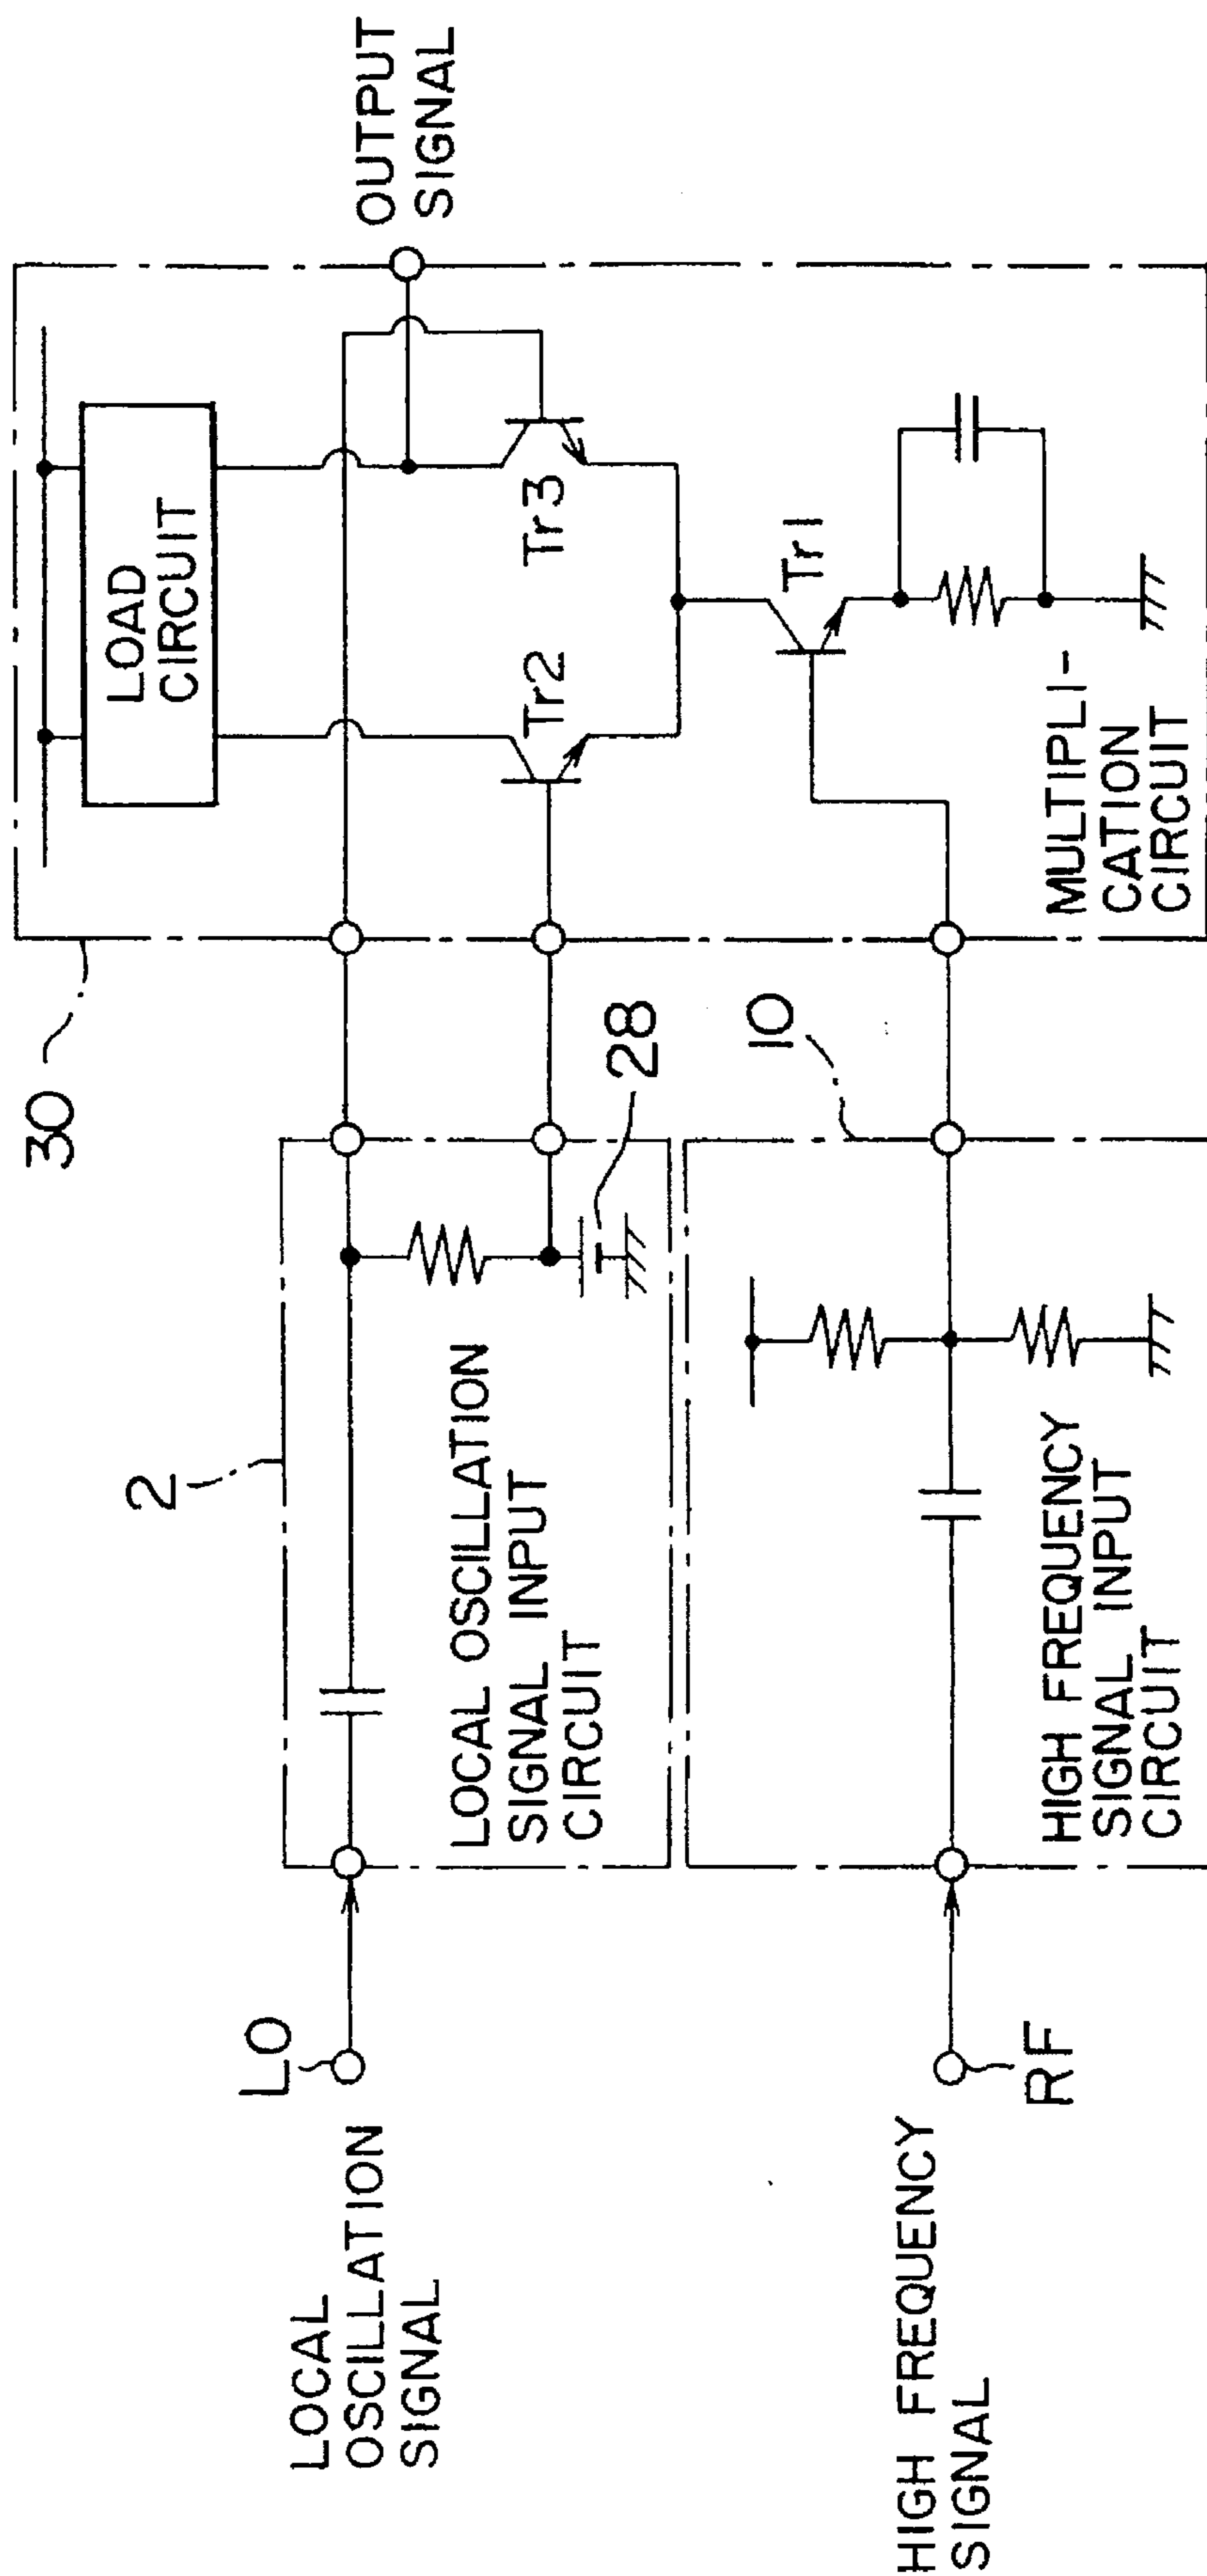 LOCAL
OSCILLATION
SIGNAL
LO
2
LOCAL OSCILLATION
SIGNAL INPUT
CIRCUIT
28
30
LOAD
CIRCUIT
Tr2
Tr3
OUTPUT
SIGNAL
HIGH FREQUENCY
SIGNAL
RF
10
HIGH FREQUENCY
SIGNAL INPUT
CIRCUIT
Tr1
MULTIPLI-
CATION
CIRCUIT